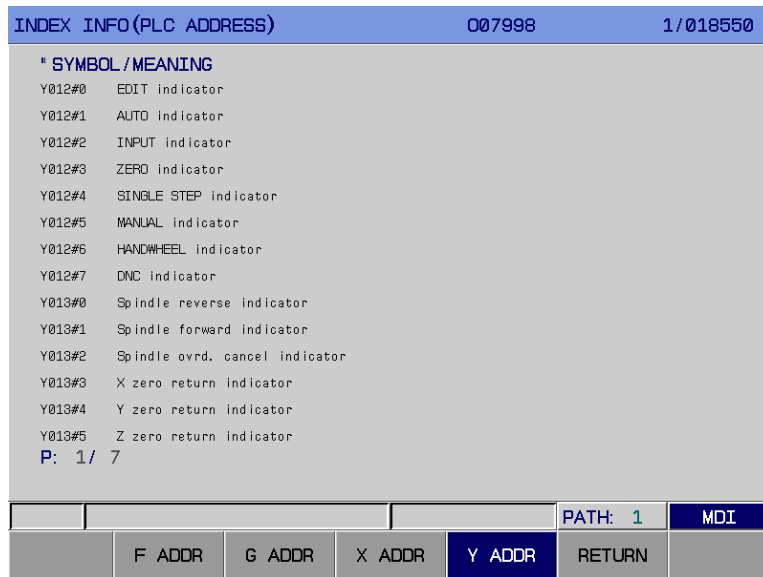 INDEX INFO(PLC ADDRESS) O07998 1/018550
" SYMBOL/MEANING
Y012#0 EDIT indicator
Y012#1 AUTO indicator
Y012#2 INPUT indicator
Y012#3 ZERO indicator
Y012#4 SINGLE STEP indicator
Y012#5 MANUAL indicator
Y012#6 HANDWHEEL indicator
Y012#7 DNC indicator
Y013#0 Spindle reverse indicator
Y013#1 Spindle forward indicator
Y013#2 Spindle ovrd. cancel indicator
Y013#3 X zero return indicator
Y013#4 Y zero return indicator
Y013#5 Z zero return indicator
P: 1/ 7
PATH: 1 MDI
F ADDR G ADDR X ADDR Y ADDR RETURN